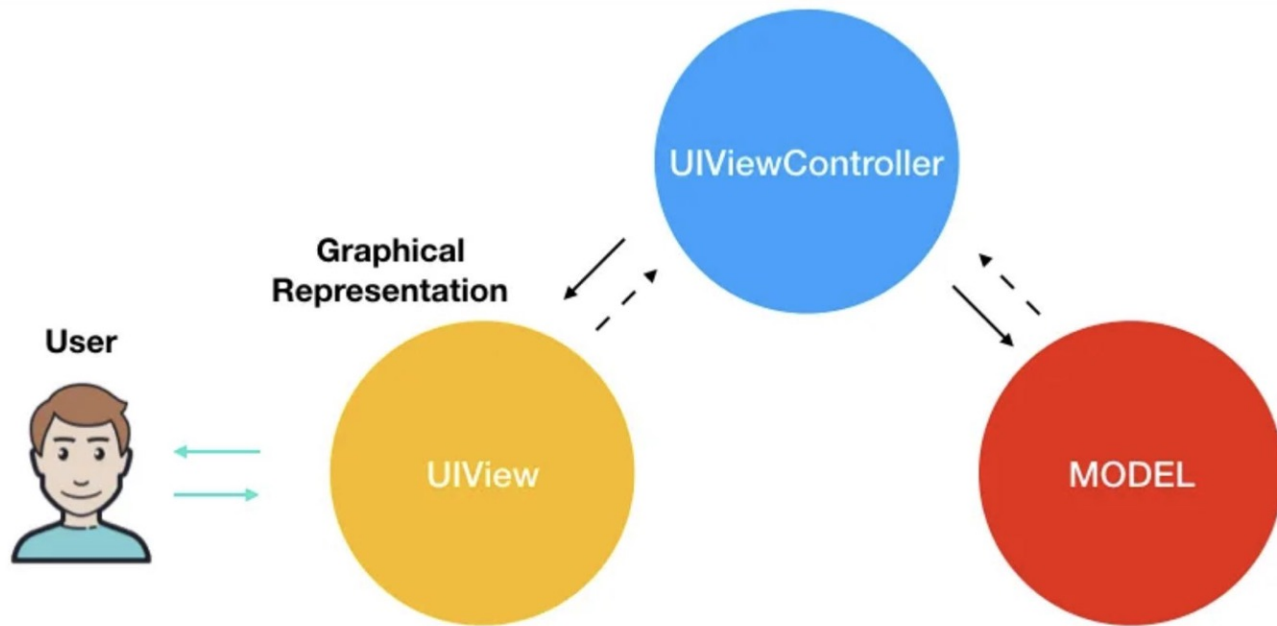 UIViewController
Graphical
Representation
User
UIView
MODEL